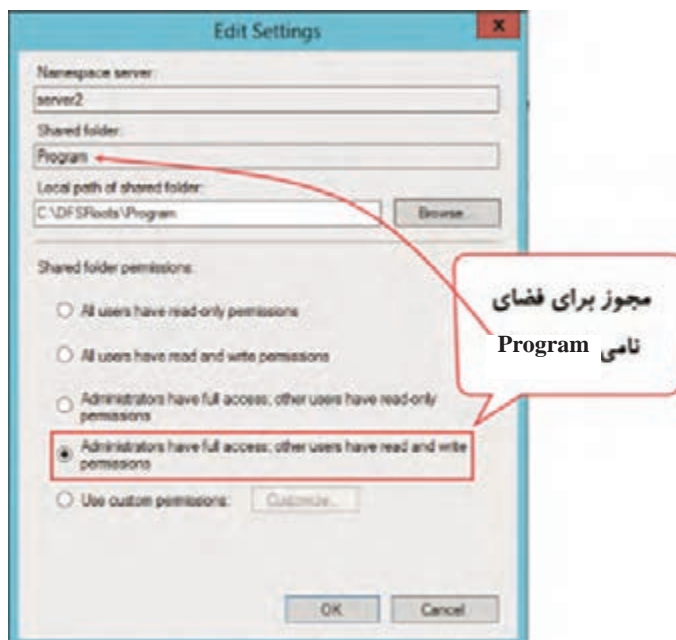 Edit Settings
x
Namespace server:
server2
Shared folder:
Program
Local path of shared folder:
C:\DFSRoots\Program
Browse...
Shared folder permissions:
All users have read-only permissions
All users have read and write permissions
Administrators have full access; other users have read-only
permissions
Administrators have full access; other users have read and write
permissions
Use custom permissions:
Customize...
OK
Cancel
مجوز برای فضای
نامی Program